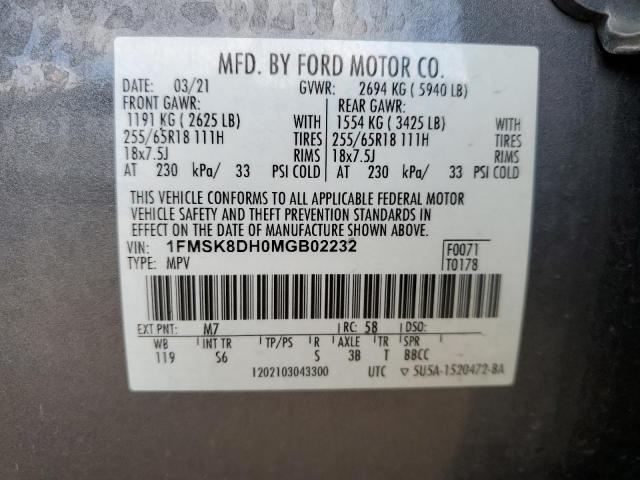 MFD. BY FORD MOTOR CO.
DATE: 03/21 GVWR: 2694 KG ( 5940 LB)
FRONT GAWR: REAR GAWR:
1191 KG ( 2625 LB) WITH 1554 KG ( 3425 LB) WITH
255/65R18 111H TIRES 255/65R18 111H TIRES
18x7.5J RIMS 18x7.5J RIMS
AT 230 kPa/ 33 PSI COLD AT 230 kPa/ 33 PSI COLD
THIS VEHICLE CONFORMS TO ALL APPLICABLE FEDERAL MOTOR
VEHICLE SAFETY AND THEFT PREVENTION STANDARDS IN
EFFECT ON THE DATE OF MANUFACTURE SHOWN ABOVE.
VIN: 1FMSK8DH0MGB02232 F0071
TYPE: MPV T0178
EXT PNT: M7 RC: 58 DSO:
WB INT TR TP/PS R AXLE TR SPR
119 S6 S 3B T BBCC
1202103043300 UTC ▽ 5U5A-1520472-BA